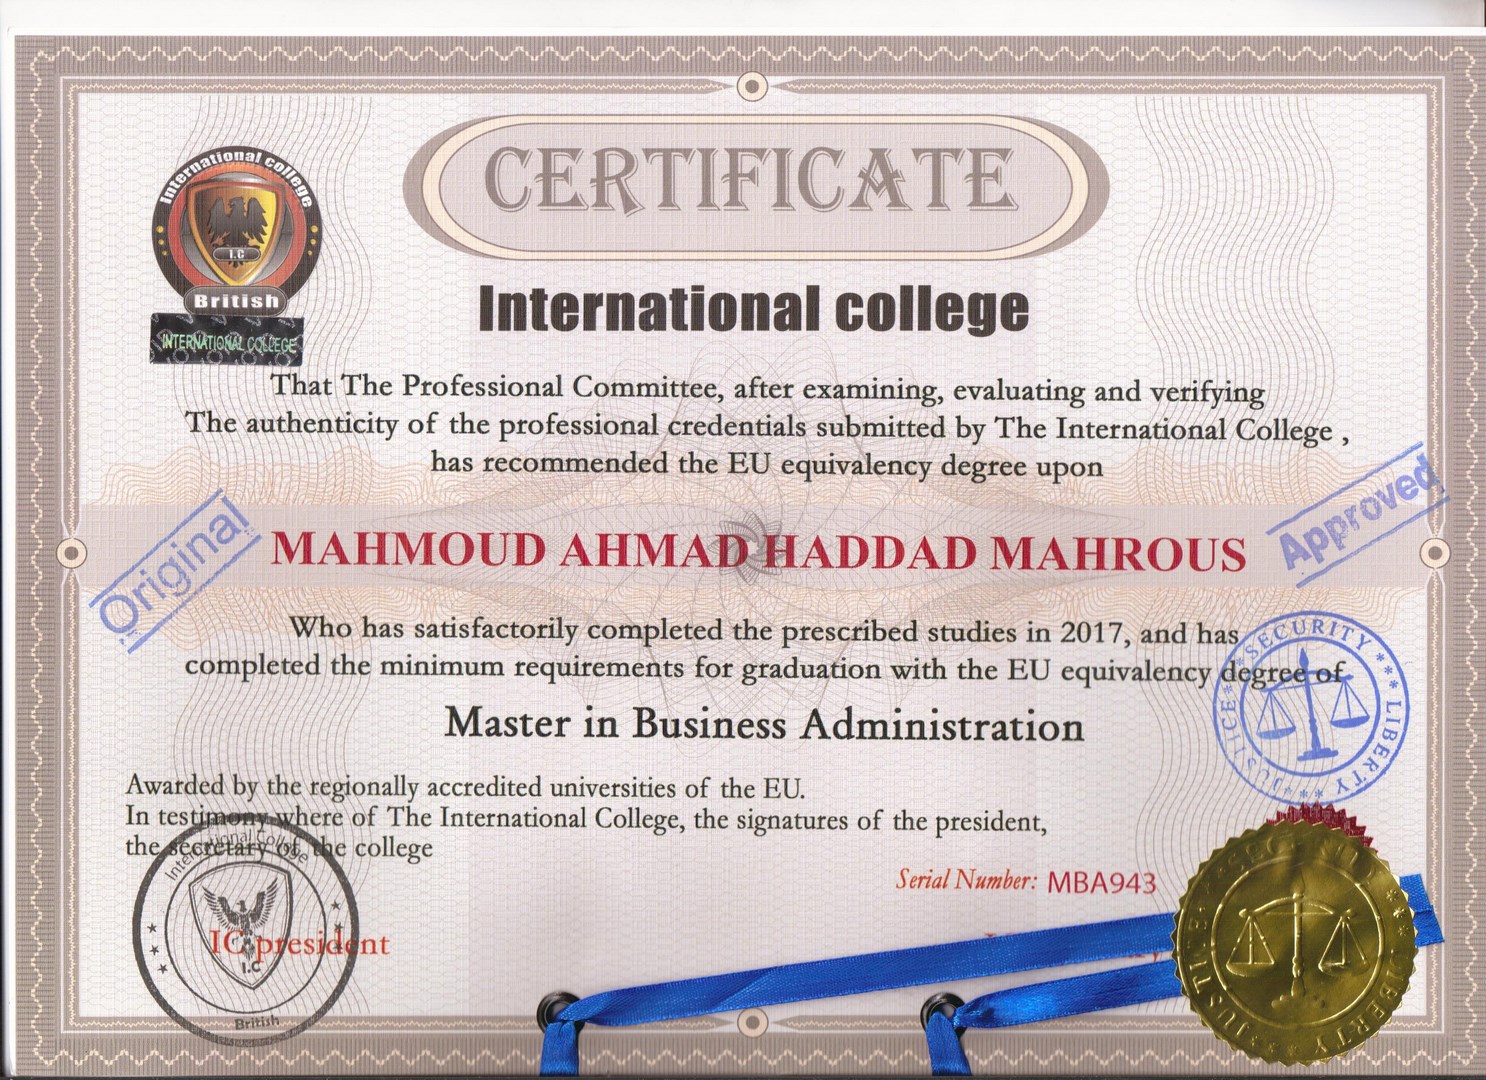 CERTIFICATE
International college
I.C
British
INTERNATIONAL COLLEGE
International college
That The Professional Committee, after examining, evaluating and verifying
The authenticity of the professional credentials submitted by The International College ,
has recommended the EU equivalency degree upon
Original
MAHMOUD AHMAD HADDAD MAHROUS
Approved
Who has satisfactorily completed the prescribed studies in 2017, and has
completed the minimum requirements for graduation with the EU equivalency degree of
SECURITY *** LIBERTY *** JUSTICE
Master in Business Administration
Awarded by the regionally accredited universities of the EU.
In testimony where of The International College, the signatures of the president,
the secretary of the college
Serial Number: MBA943
International College
I.C
British
IC president
SECURITY LIBERTY JUSTICE